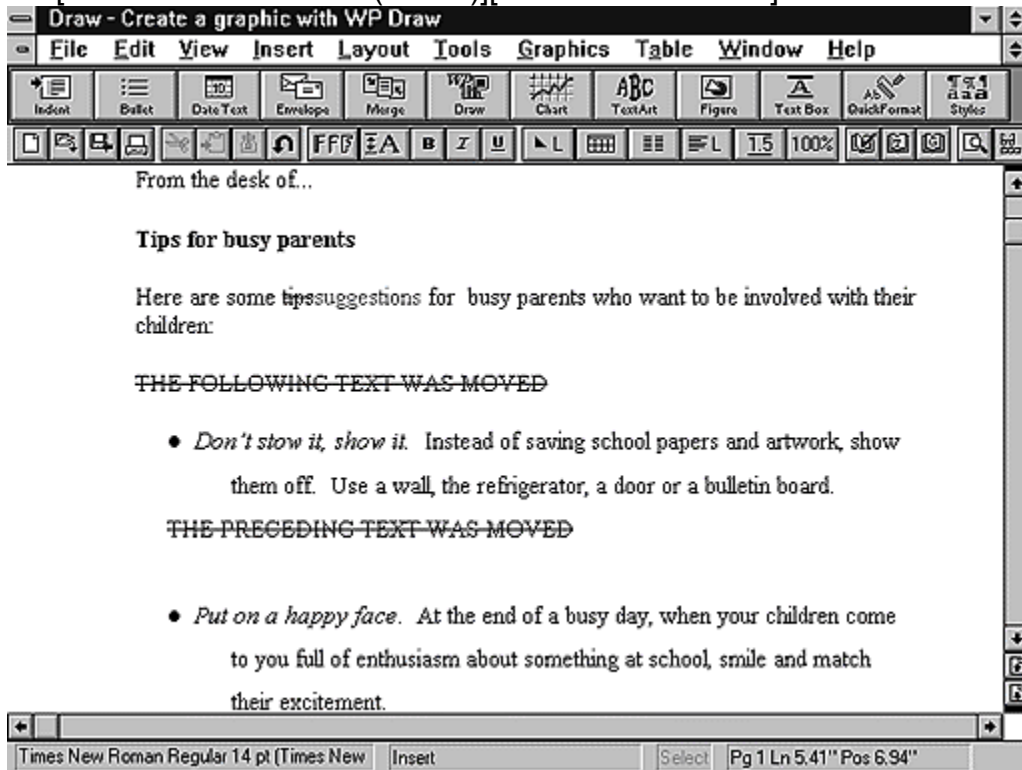 Draw - Create a graphic with WP Draw
File Edit View Insert Layout Tools Graphics Table Window Help
Indent Bullet Date Text Envelope Merge Draw Chart TextArt Figure Text Box QuickFormat Styles
B I U L L 1.5 100%
From the desk of...
Tips for busy parents
Here are some tipssuggestions for busy parents who want to be involved with their
children:
THE FOLLOWING TEXT WAS MOVED
● Don't stow it, show it. Instead of saving school papers and artwork, show
them off. Use a wall, the refrigerator, a door or a bulletin board.
THE PRECEDING TEXT WAS MOVED
● Put on a happy face. At the end of a busy day, when your children come
to you full of enthusiasm about something at school, smile and match
their excitement.
Times New Roman Regular 14 pt (Times New Insert Select Pg 1 Ln 5.41" Pos 6.94"